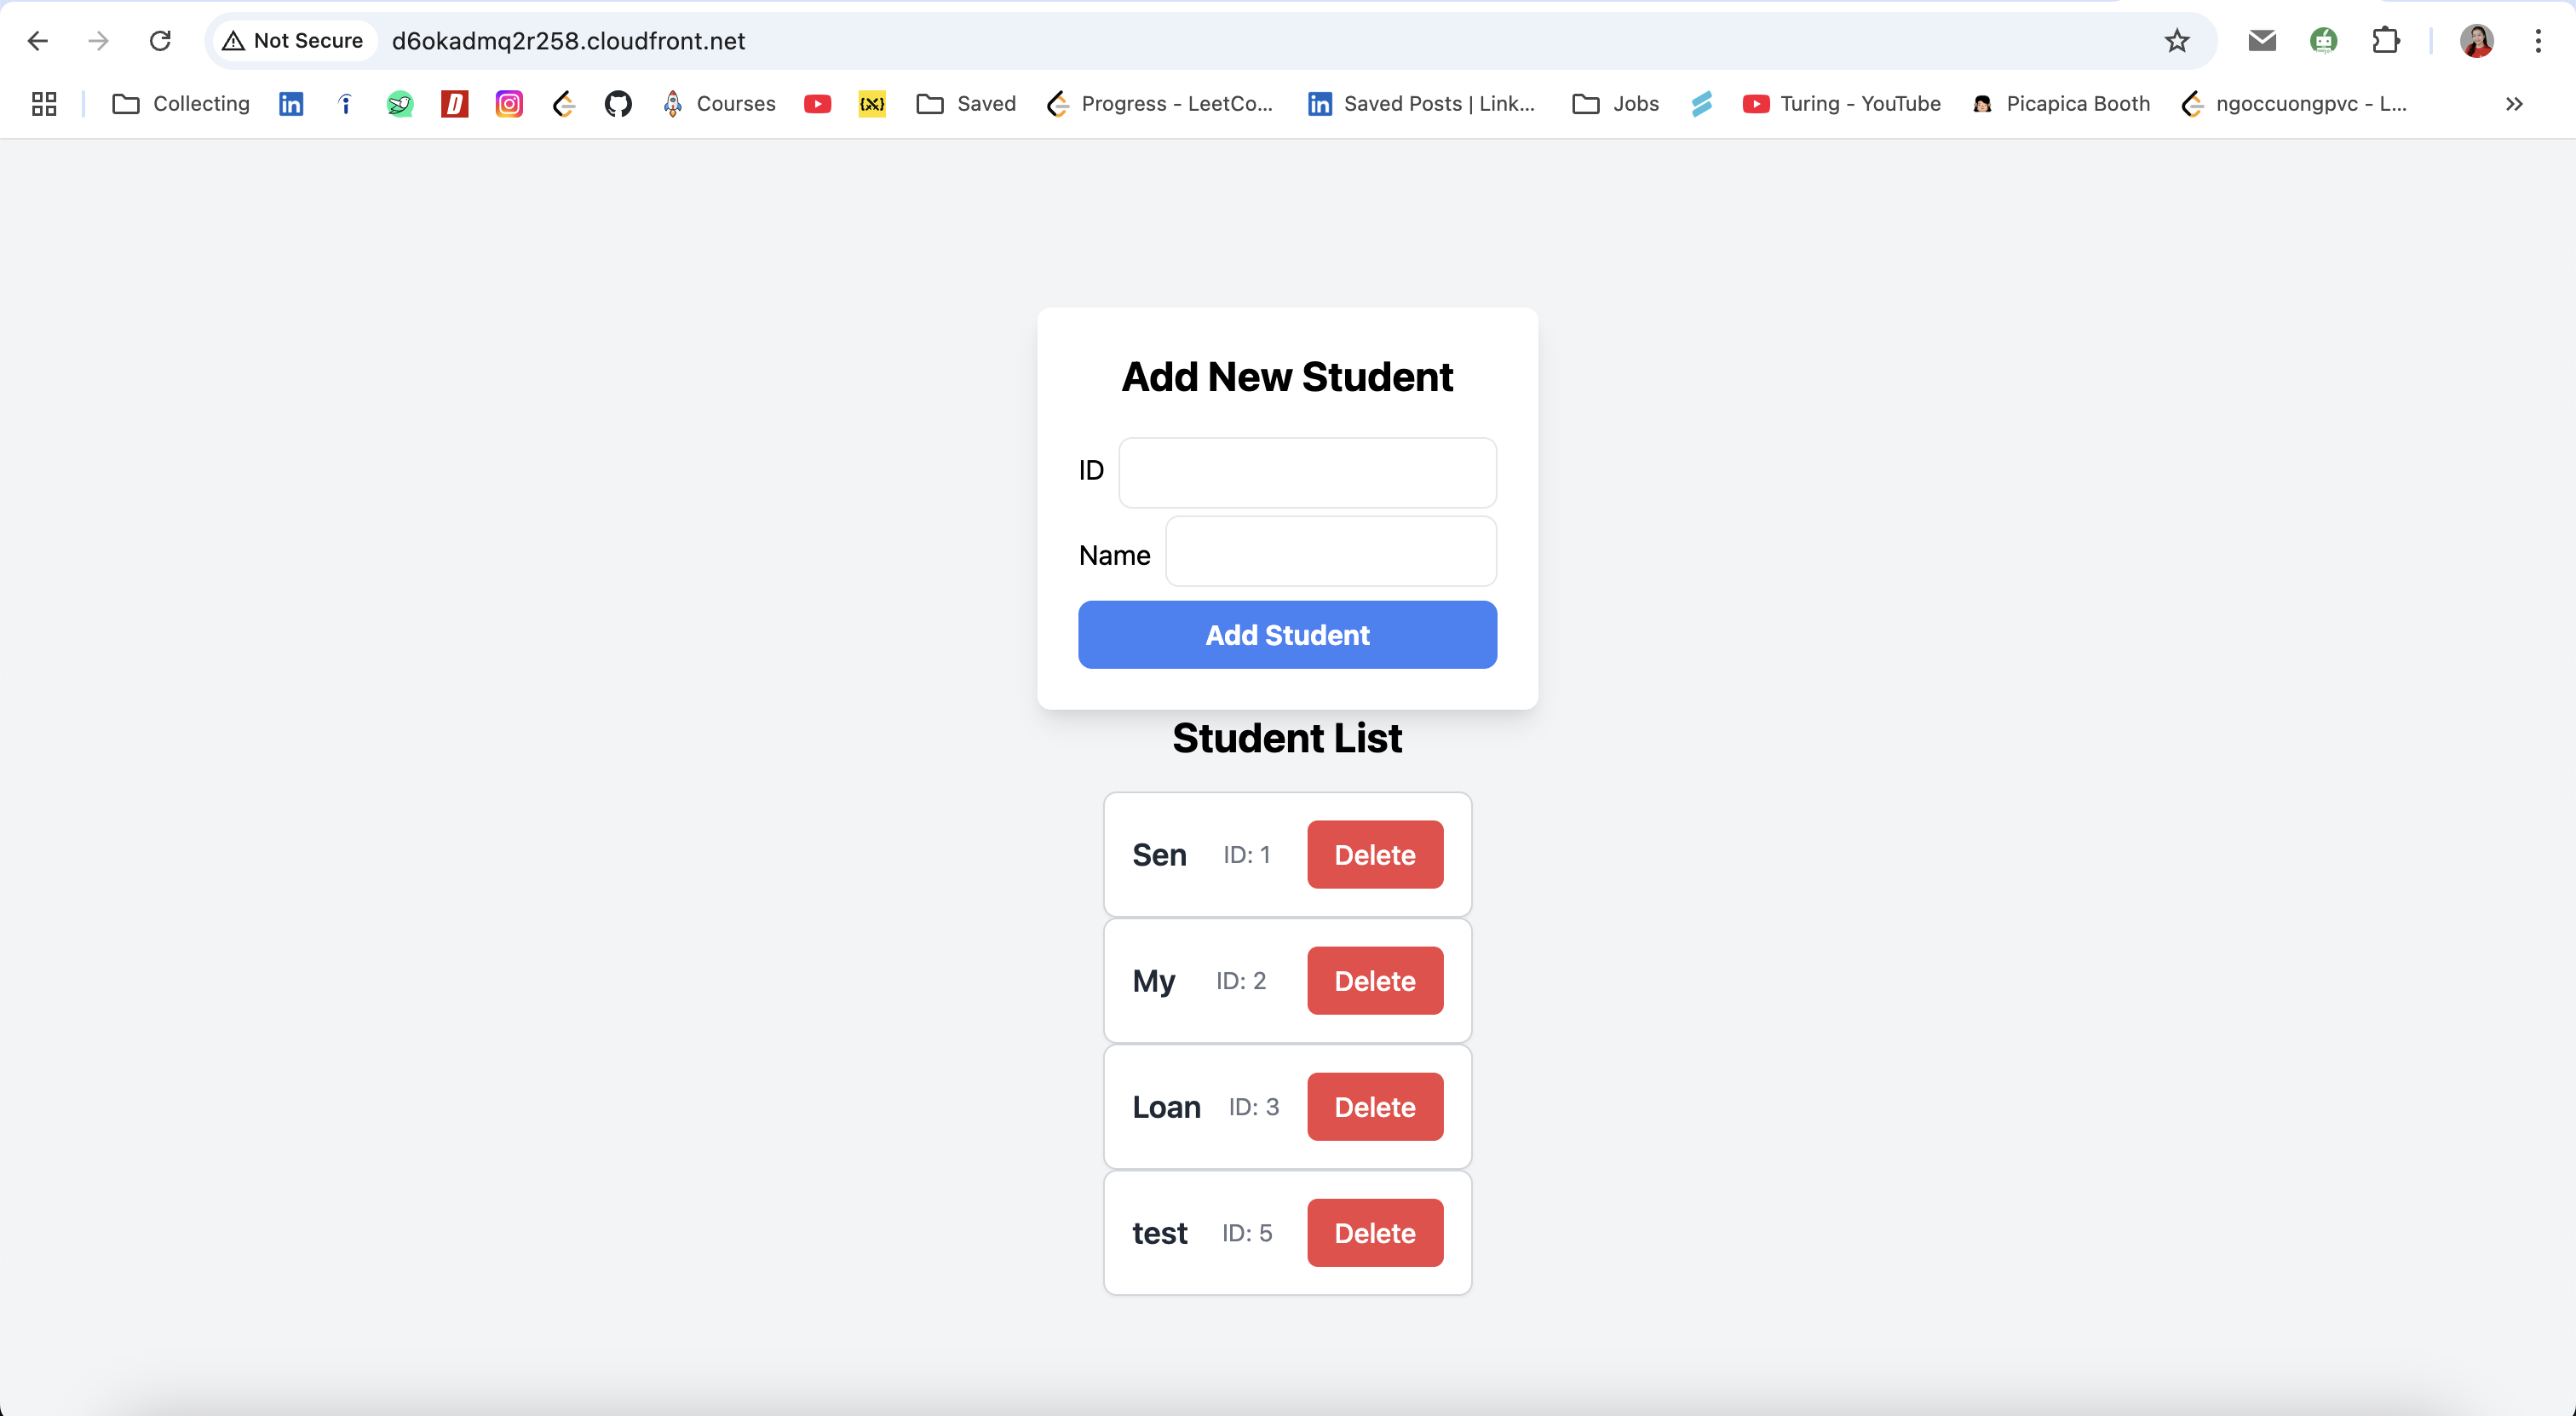 Not Secure d6okadmq2r258.cloudfront.net
Collecting Courses Saved Progress - LeetCo... Saved Posts | Link... Jobs Turing - YouTube Picapica Booth ngoccuongpvc - L...
Add New Student
ID
Name
Add Student
Student List
Sen ID: 1 Delete
My ID: 2 Delete
Loan ID: 3 Delete
test ID: 5 Delete